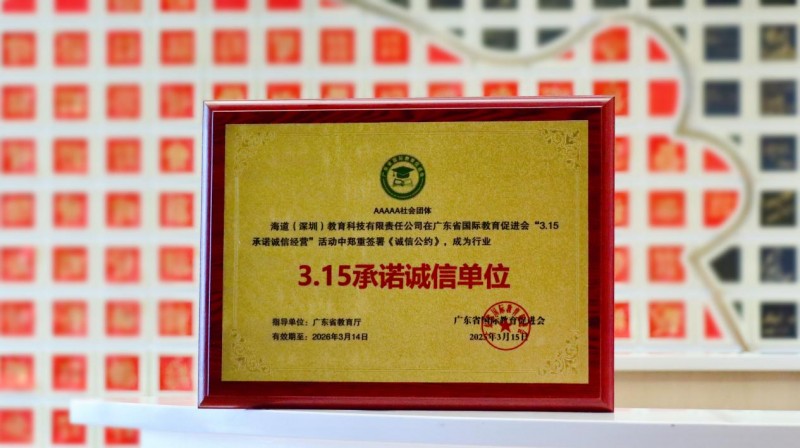 AAAAA社会团体
海道（深圳）教育科技有限责任公司在广东省国际教育促进会“3.15
承诺诚信经营”活动中郑重签署《诚信公约》，成为行业
3.15承诺诚信单位
指导单位：广东省教育厅
广东省国际教育促进会
有效期至：2026年3月14日
2025年3月15日